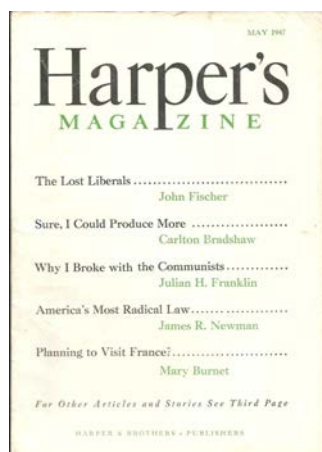 MAY 1947
Harper's
MAGAZINE
The Lost Liberals ................................
John Fischer
Sure, I Could Produce More ....................
Carlton Bradshaw
Why I Broke with the Communists.............
Julian H. Franklin
America's Most Radical Law....................
James R. Newman
Planning to Visit France?........................
Mary Burnet
For Other Articles and Stories See Third Page
HARPER & BROTHERS • PUBLISHERS